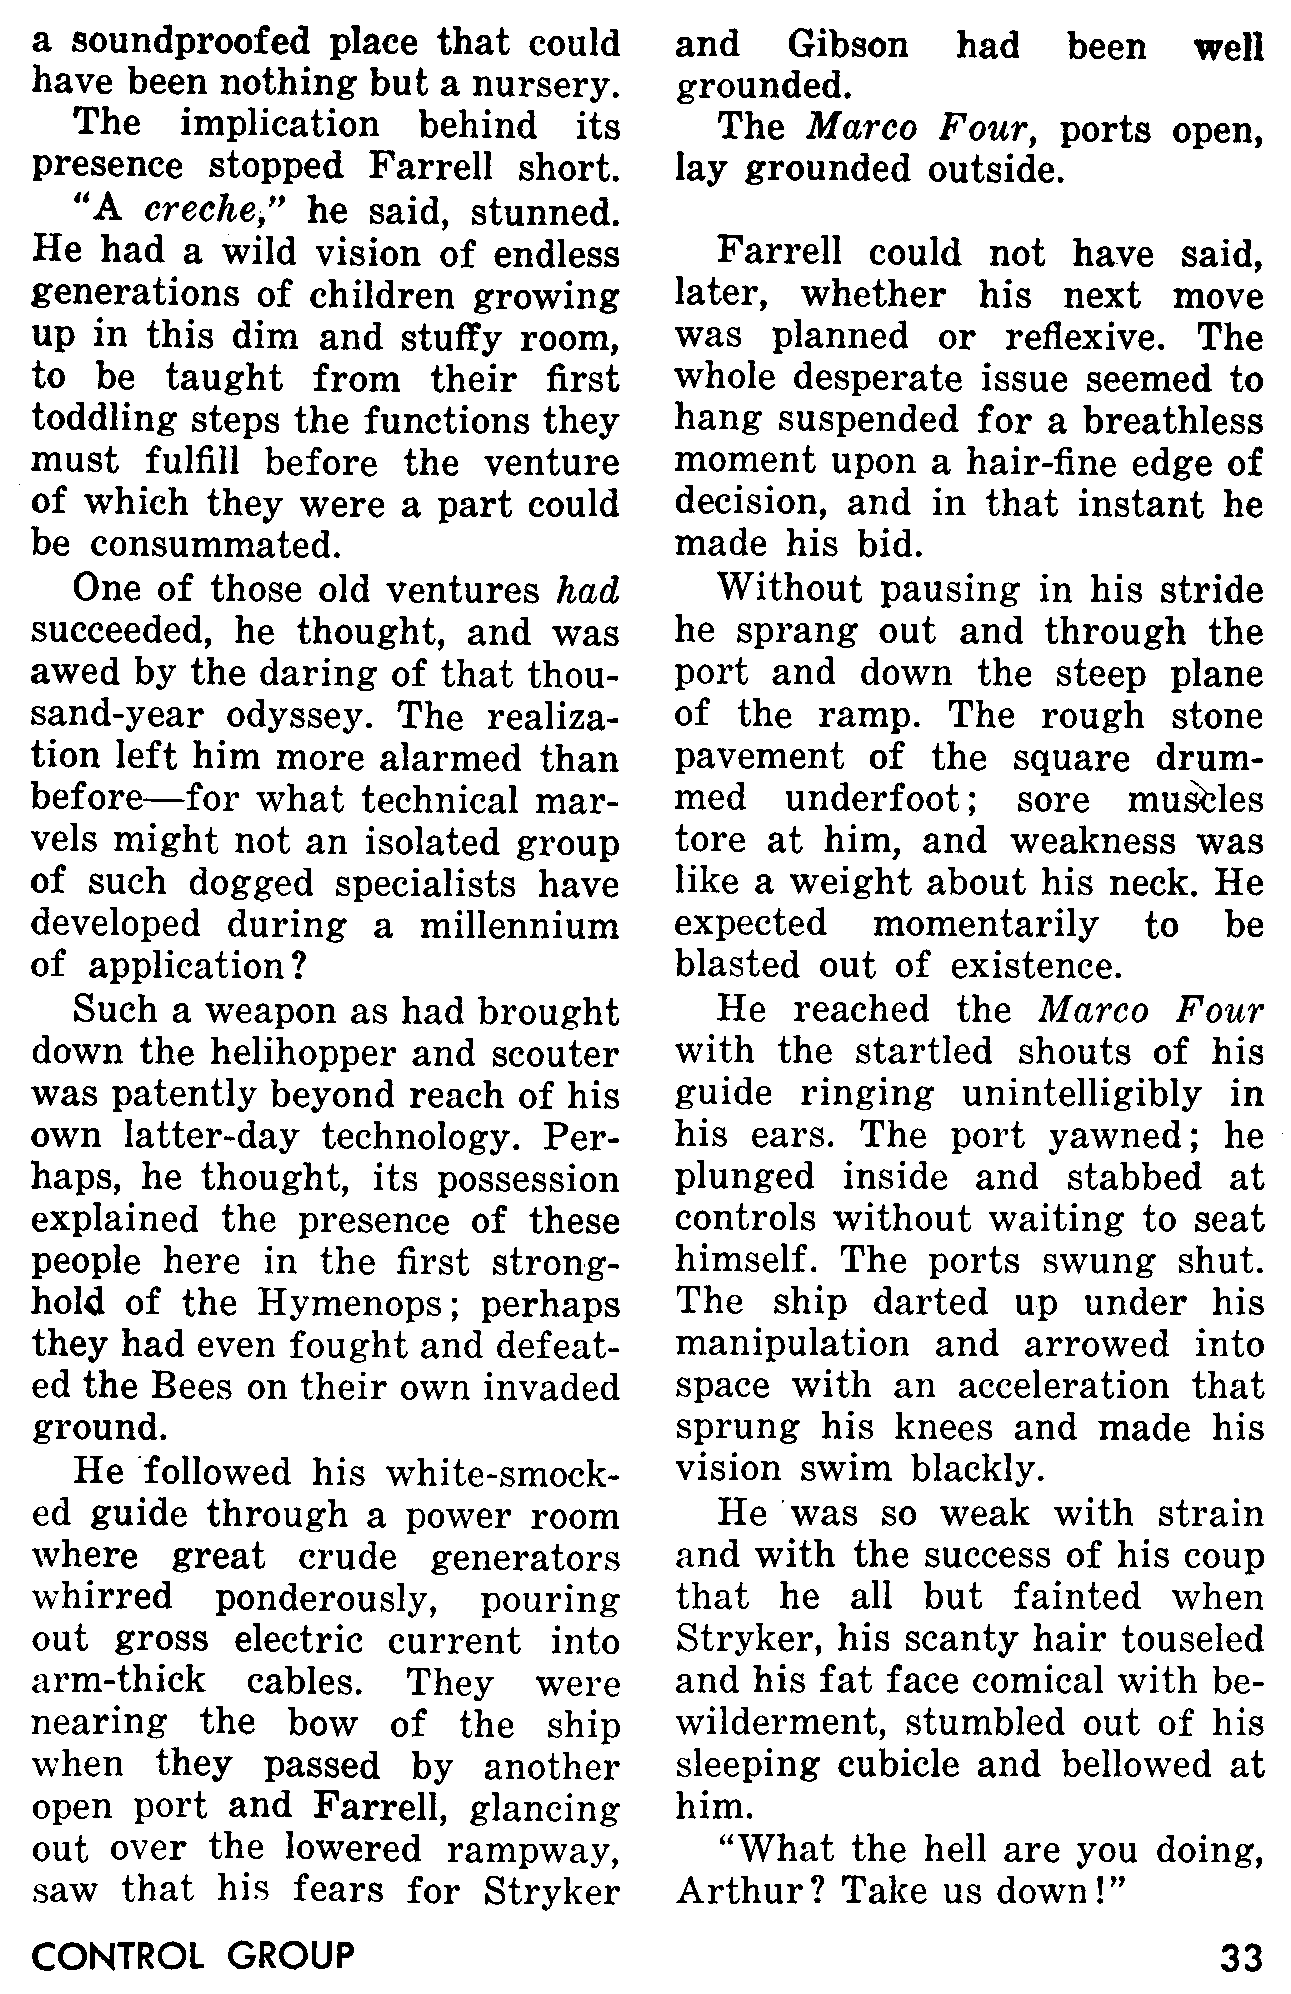 a soundproofed place that could
have been nothing but a nursery.
The implication behind its
presence stopped Farrell short.
“A creche,” he said, stunned.
He had a wild vision of endless
generations of children growing
up in this dim and stuffy room,
to be taught from their first
toddling steps the functions they
must fulfill before the venture
of which they were a part could
be consummated.
One of those old ventures had
succeeded, he thought, and was
awed by the daring of that thou-
sand-year odyssey. The realiza-
tion left him more alarmed than
before—for what technical mar-
vels might not an isolated group
of such dogged specialists have
developed during a millennium
of application?
Such a weapon as had brought
down the helihopper and scouter
was patently beyond reach of his
own latter-day technology. Per-
haps, he thought, its possession
explained the presence of these
people here in the first strong-
hold of the Hymenops; perhaps
they had even fought and defeat-
ed the Bees on their own invaded
ground.
He followed his white-smock-
ed guide through a power room
where great crude generators
whirred ponderously, pouring
out gross electric current into
arm-thick cables. They were
nearing the bow of the ship
when they passed by another
open port and Farrell, glancing
out over the lowered rampway,
saw that his fears for Stryker
and Gibson had been well
grounded.
The Marco Four, ports open,
lay grounded outside.
Farrell could not have said,
later, whether his next move
was planned or reflexive. The
whole desperate issue seemed to
hang suspended for a breathless
moment upon a hair-fine edge of
decision, and in that instant he
made his bid.
Without pausing in his stride
he sprang out and through the
port and down the steep plane
of the ramp. The rough stone
pavement of the square drum-
med underfoot; sore muscles
tore at him, and weakness was
like a weight about his neck. He
expected momentarily to be
blasted out of existence.
He reached the Marco Four
with the startled shouts of his
guide ringing unintelligibly in
his ears. The port yawned; he
plunged inside and stabbed at
controls without waiting to seat
himself. The ports swung shut.
The ship darted up under his
manipulation and arrowed into
space with an acceleration that
sprung his knees and made his
vision swim blackly.
He was so weak with strain
and with the success of his coup
that he all but fainted when
Stryker, his scanty hair touseled
and his fat face comical with be-
wilderment, stumbled out of his
sleeping cubicle and bellowed at
him.
“What the hell are you doing,
Arthur? Take us down!”
CONTROL GROUP
33